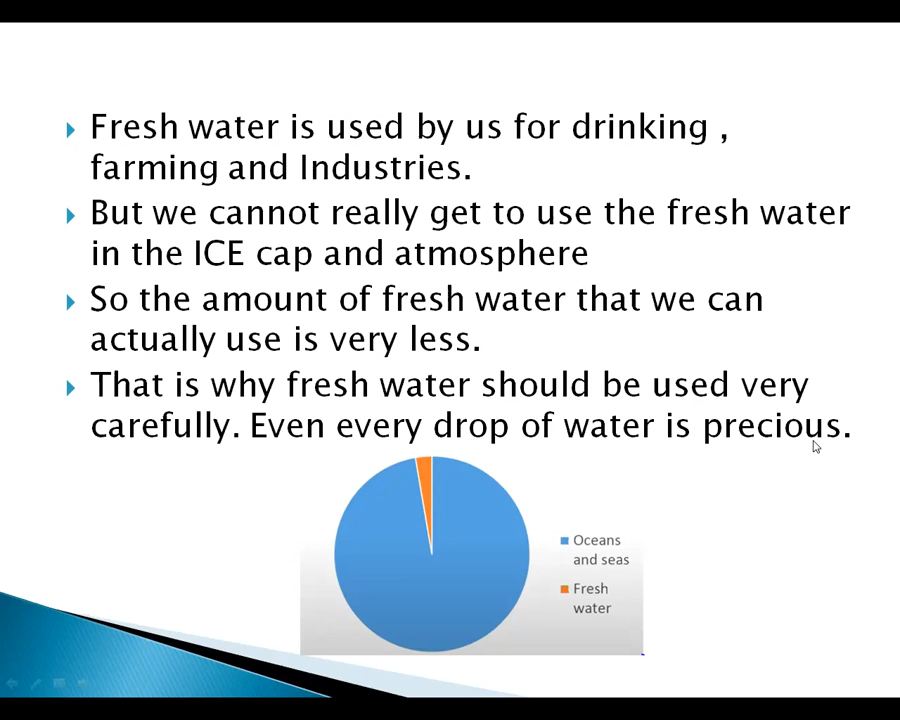 Fresh water is used by us for drinking ,
farming and Industries.
But we cannot really get to use the fresh water
in the ICE cap and atmosphere
So the amount of fresh water that we can
actually use is very less.
That is why fresh water should be used very
carefully. Even every drop of water is precious.
Oceans
and seas
Fresh
water